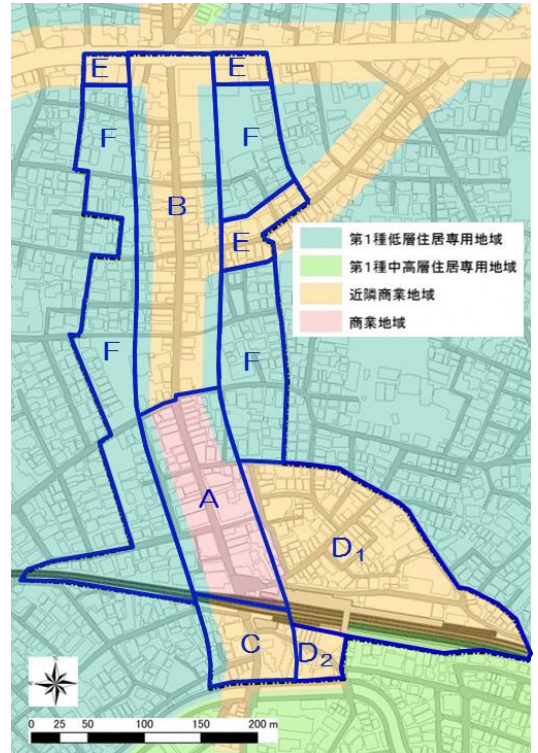 E
E
F
F
B
E
第1種低層住居専用地域
第1種中高層住居専用地域
近隣商業地域
商業地域
F
F
A
D1
C
D2
N
0 25 50 100 150 200 m